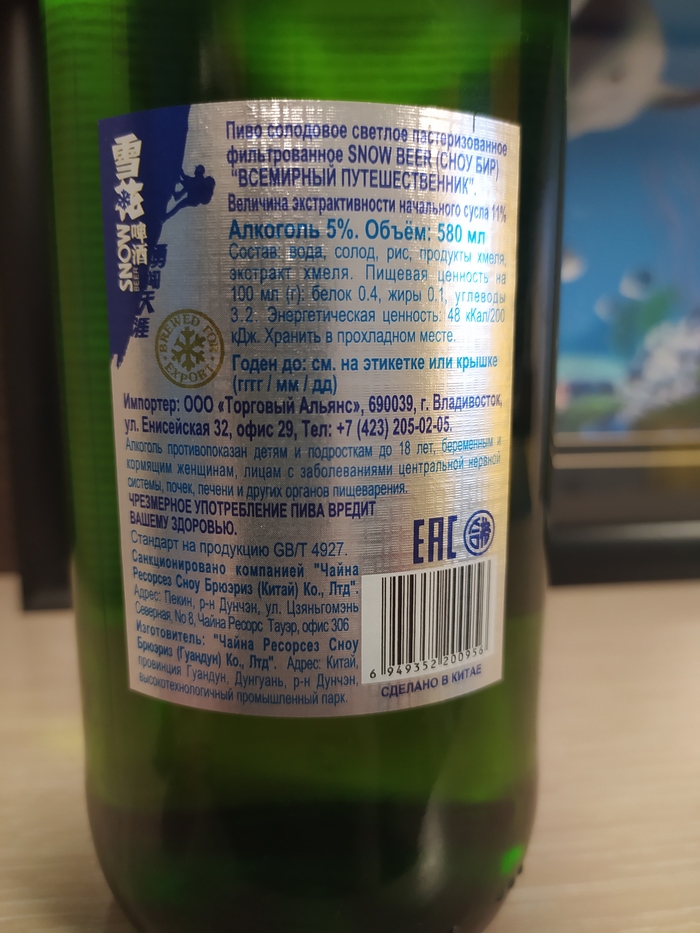 雪花
啤酒
SNOW
勇闯天涯
BREWED FOR
EXPORT
Пиво солодовое светлое пастеризованное
фильтрованное SNOW BEER (СНОУ БИР)
"ВСЕМИРНЫЙ ПУТЕШЕСТВЕННИК".
Величина экстрактивности начального сусла 11%
Алкоголь 5%. Объём: 580 мл
Состав: вода, солод, рис, продукты хмеля,
экстракт хмеля. Пищевая ценность на
100 мл (г): белок 0.4, жиры 0.1, углеводы
3.2. Энергетическая ценность: 48 кКал/200
кДж. Хранить в прохладном месте.
Годен до: см. на этикетке или крышке
(гггг / мм / дд)
Импортер: ООО «Торговый Альянс», 690039, г. Владивосток,
ул. Енисейская 32, офис 29, Тел: +7 (423) 205-02-05.
Алкоголь противопоказан детям и подросткам до 18 лет, беременным и
кормящим женщинам, лицам с заболеваниями центральной нервной
системы, почек, печени и других органов пищеварения.
ЧРЕЗМЕРНОЕ УПОТРЕБЛЕНИЕ ПИВА ВРЕДИТ
ВАШЕМУ ЗДОРОВЬЮ.
Стандарт на продукцию GB/T 4927.
Санкционировано компанией "Чайна
Ресорсез Сноу Брюэриз (Китай) Ко., Лтд".
Адрес: Пекин, р-н Дунчэн, ул. Цзяньгомэнь
Северная, No 8, Чайна Ресорс Тауэр, офис 306
Изготовитель: "Чайна Ресорсез Сноу
Брюэриз (Гуандун) Ко., Лтд". Адрес: Китай,
провинция Гуандун, Дунгуань, р-н Дунчэн,
высокотехнологичный промышленный парк.
EAC
6 949352 200956
СДЕЛАНО В КИТАЕ